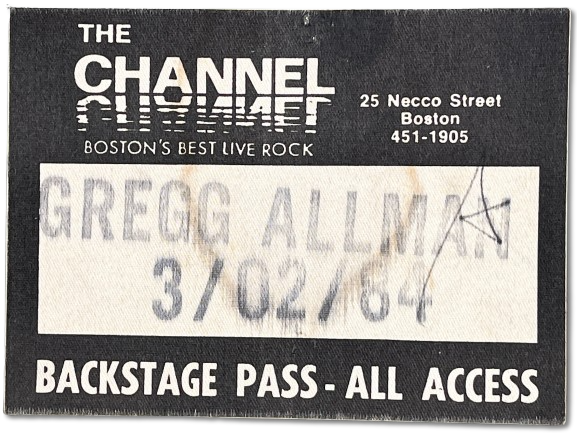 THE
CHANNEL
BOSTON'S BEST LIVE ROCK
25 Necco Street
Boston
451-1905
GREGG ALLMAN
3/02/84
BACKSTAGE PASS - ALL ACCESS